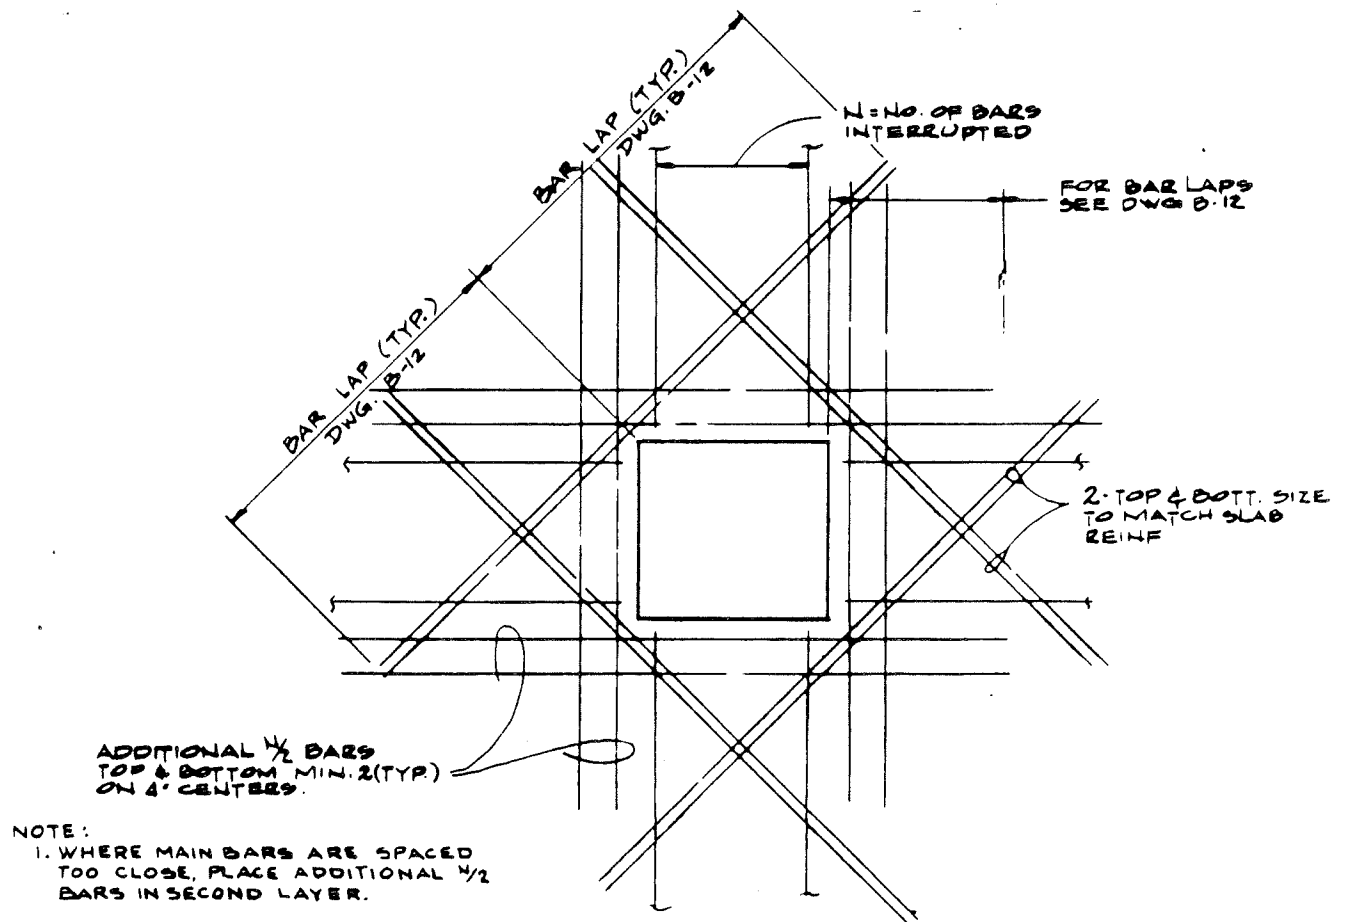 BAR LAP (TYP.)
DWG. B-12
N = NO. OF BARS
INTERRUPTED
FOR BAR LAPS
SEE DWG B-12
BAR LAP (TYP.)
DWG. B-12
2-TOP & BOTT. SIZE
TO MATCH SLAB
REINF
ADDITIONAL N/2 BARS
TOP & BOTTOM MIN. 2 (TYP.)
ON 4" CENTERS.
NOTE:
1. WHERE MAIN BARS ARE SPACED
TOO CLOSE, PLACE ADDITIONAL N/2
BARS IN SECOND LAYER.